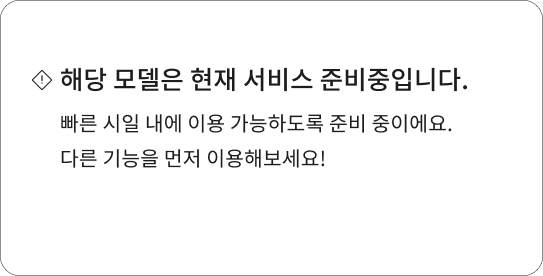 해당 모델은 현재 서비스 준비중입니다.
빠른 시일 내에 이용 가능하도록 준비 중이에요.
다른 기능을 먼저 이용해보세요!